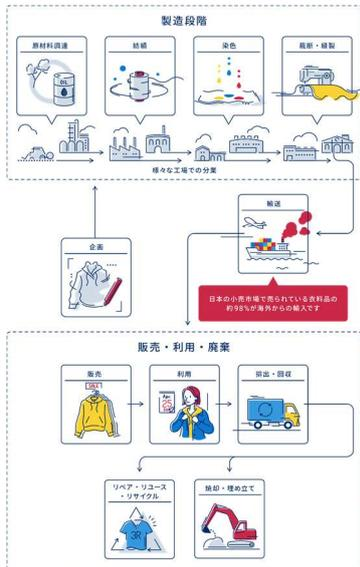 製造段階
原材料調達
紡績
染色
裁断・縫製
OIL
様々な工場での分業
企画
輸送
日本の小売市場で売られている衣料品の
約98%が海外からの輸入です
販売・利用・廃棄
販売
利用
排出・回収
SALE
Apr
25
リペア・リユース
・リサイクル
焼却・埋め立て
3R